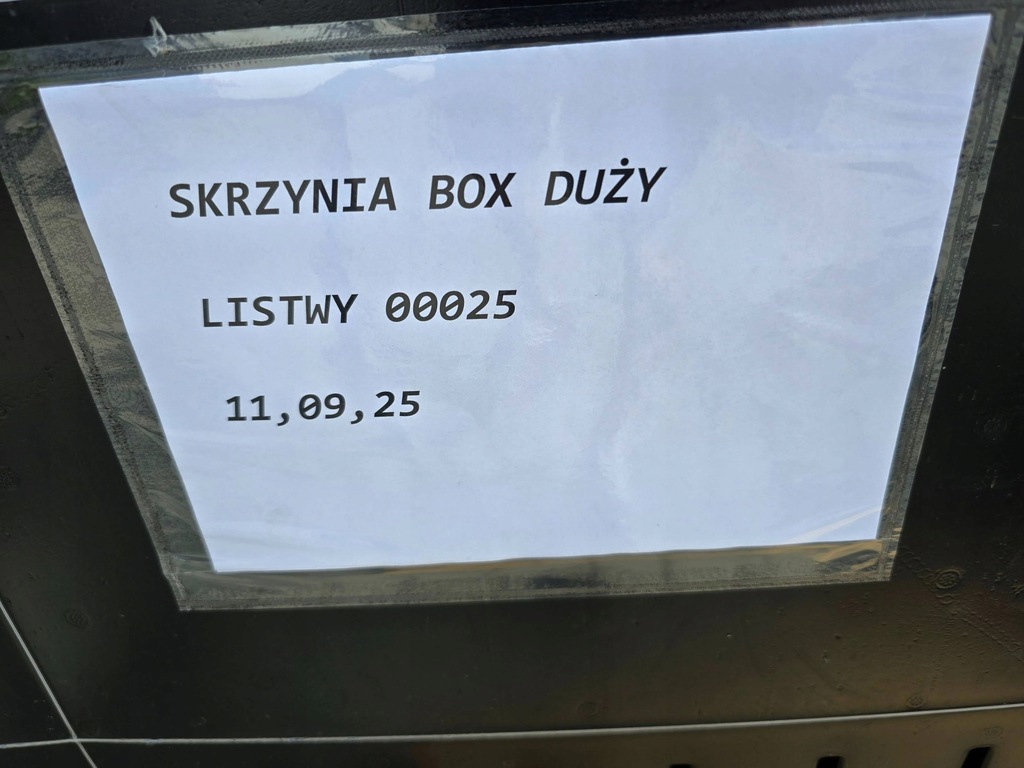 SKRZYNIA BOX DUŻY
LISTWY 00025
11,09,25